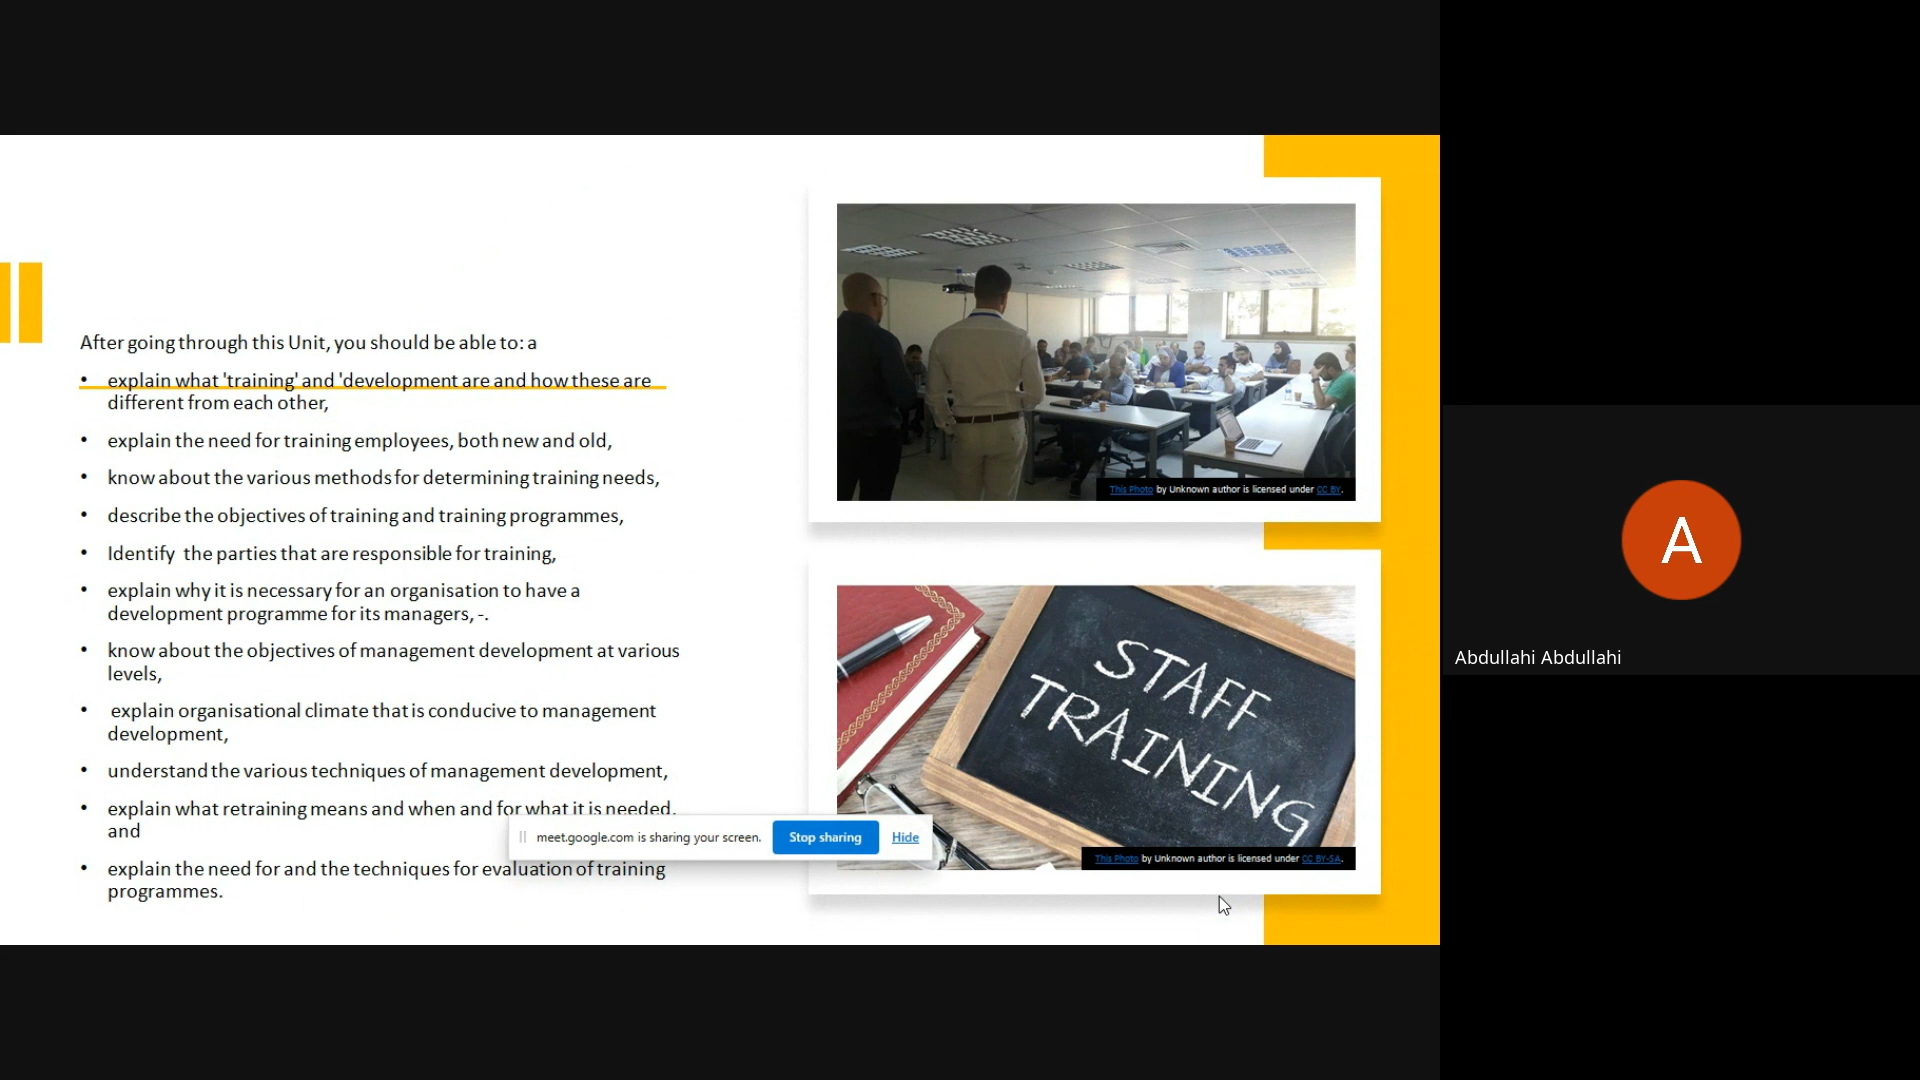 After going through this Unit, you should be able to: a
• explain what 'training' and 'development are and how these are
different from each other,
• explain the need for training employees, both new and old,
• know about the various methods for determining training needs,
• describe the objectives of training and training programmes,
• Identify the parties that are responsible for training,
• explain why it is necessary for an organisation to have a
development programme for its managers, -.
• know about the objectives of management development at various
levels,
• explain organisational climate that is conducive to management
development,
• understand the various techniques of management development,
• explain what retraining means and when and for what it is needed,
and
• explain the need for and the techniques for evaluation of training
programmes.
This Photo by Unknown author is licensed under CC BY.
STAFF
TRAINING
This Photo by Unknown author is licensed under CC BY-SA.
meet.google.com is sharing your screen. Stop sharing Hide
A
Abdullahi Abdullahi